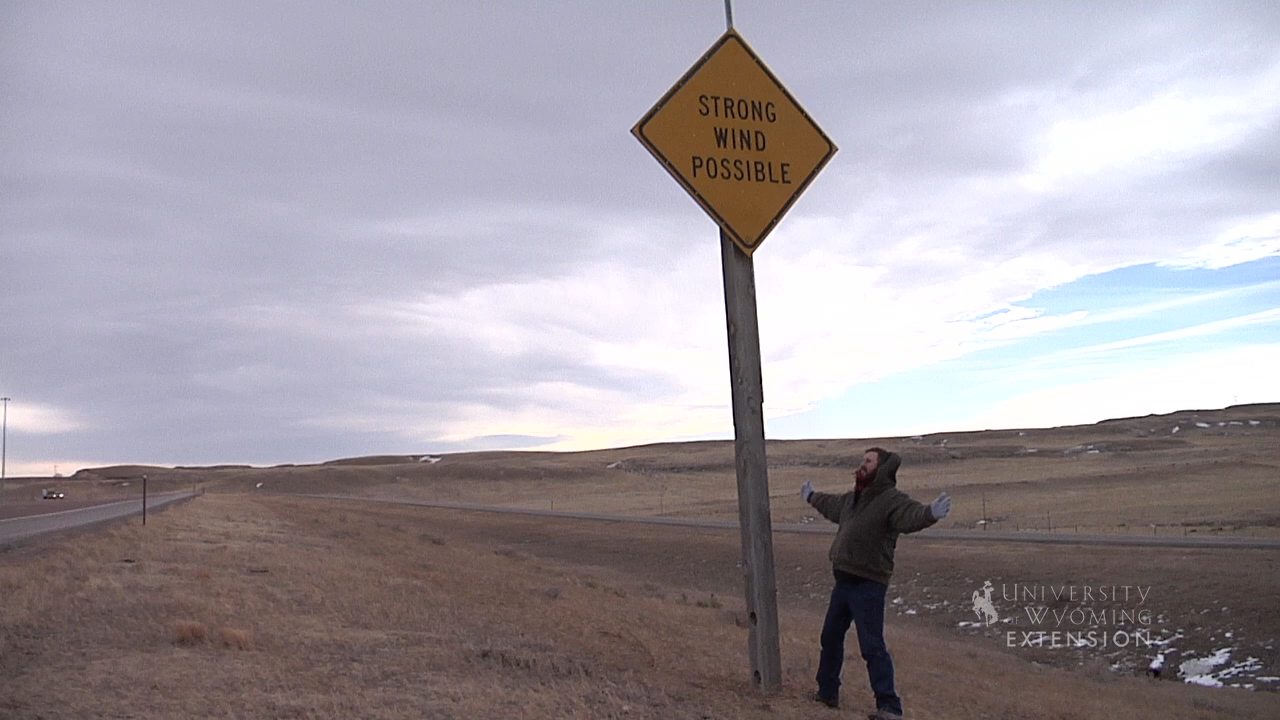 STRONG
WIND
POSSIBLE
UNIVERSITY
OF WYOMING
EXTENSION